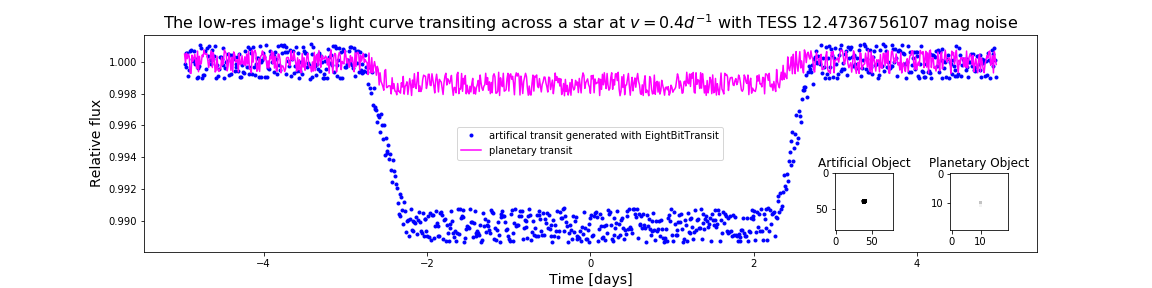 The low-res image's light curve transiting across a star at v = 0.4d⁻¹ with TESS 12.4736756107 mag noise
Relative flux
1.000
0.998
0.996
0.994
0.992
0.990
artifical transit generated with EightBitTransit
planetary transit
Artificial Object
0
50
0
50
Planetary Object
0
10
0
10
−4
−2
0
2
4
Time [days]